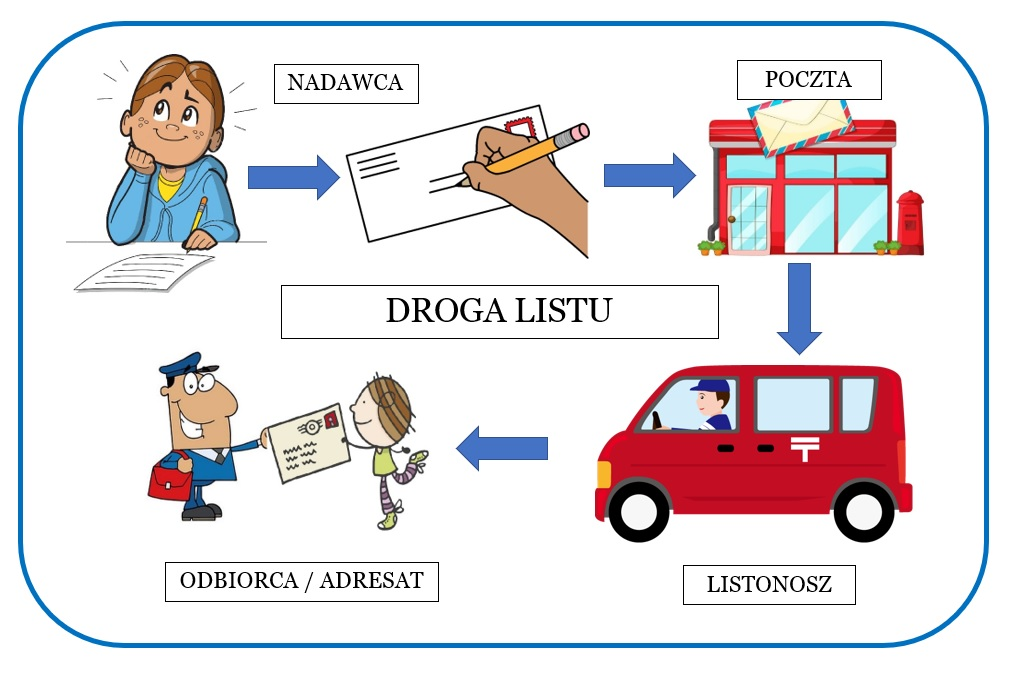 NADAWCA
POCZTA
DROGA LISTU
ODBIORCA / ADRESAT
LISTONOSZ